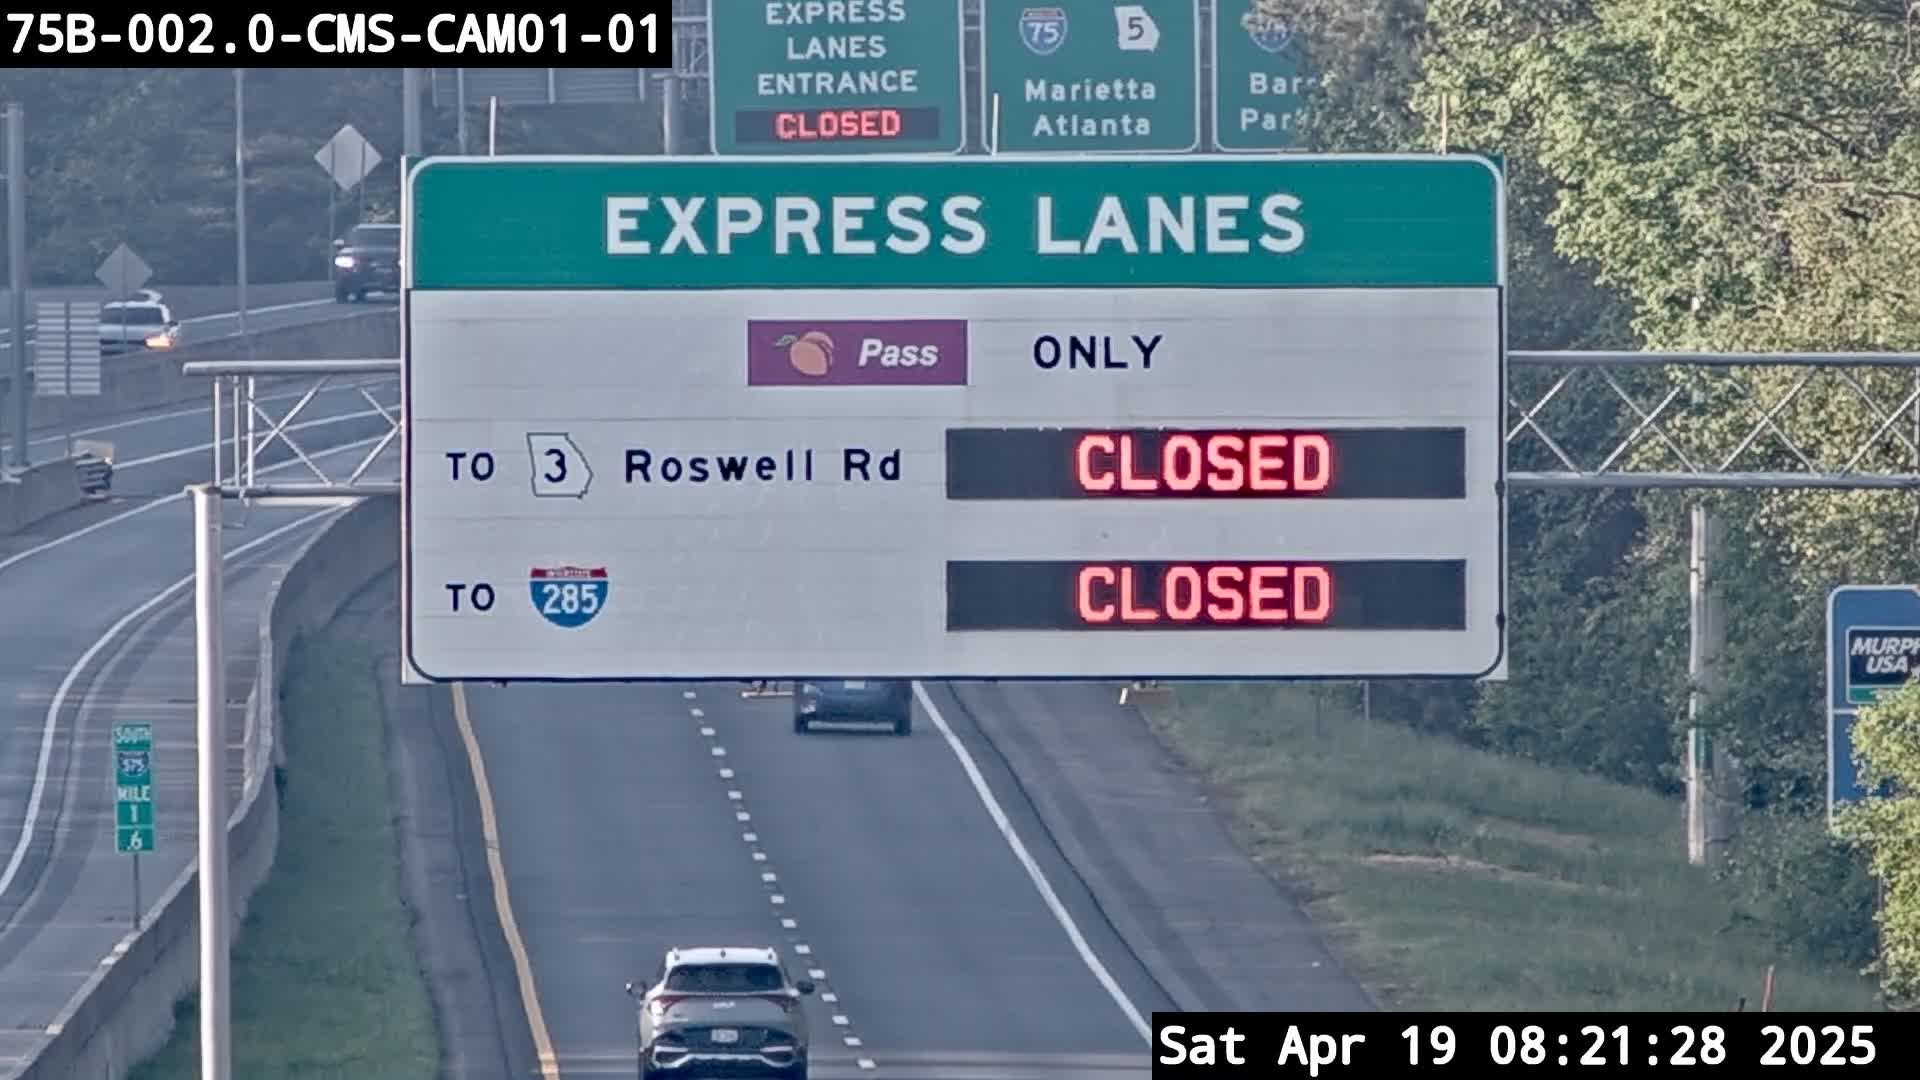 75B-002.0-CMS-CAM01-01
EXPRESS
LANES
ENTRANCE
CLOSED
75
5
Marietta
Atlanta
EXPRESS LANES
Pass ONLY
TO 3 Roswell Rd CLOSED
TO INTERSTATE 285 CLOSED
SOUTH
575
MILE
1
.6
USA
Sat Apr 19 08:21:28 2025